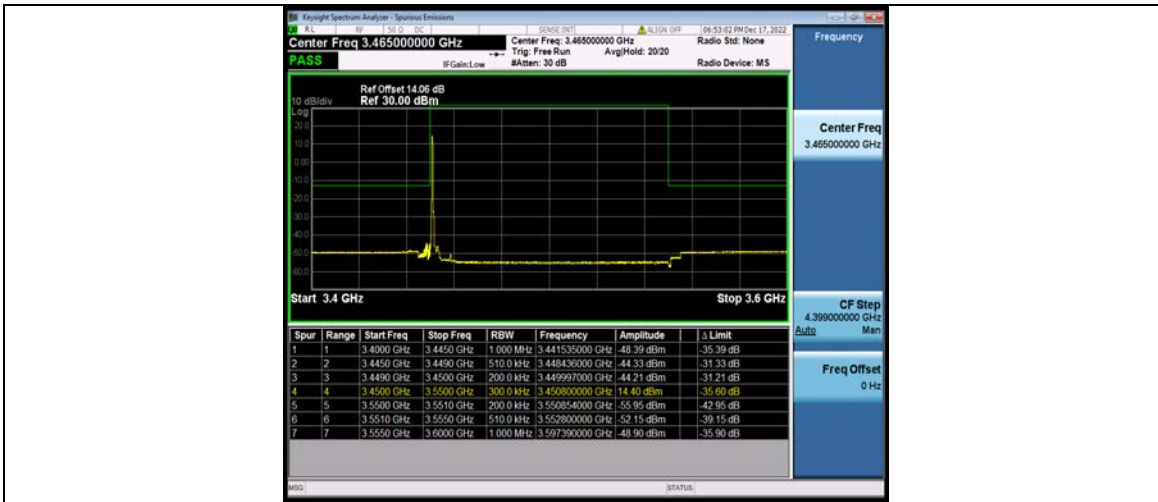 Keysight Spectrum Analyzer - Spurious Emissions
RL RF 50 Ω DC SENSE:INT ALIGN OFF 06:53:02 PM Dec 17, 2022
Center Freq 3.465000000 GHz Center Freq: 3.465000000 GHz Radio Std: None Frequency
Trig: Free Run Avg|Hold: 20/20
PASS IFGain:Low #Atten: 30 dB Radio Device: MS
Ref Offset 14.06 dB
10 dB/div Ref 30.00 dBm
Log
20.0
10.0
0.00
-10.0
-20.0
-30.0
-40.0
-50.0
-60.0
Start 3.4 GHz Stop 3.6 GHz
Center Freq
3.465000000 GHz
CF Step
4.399000000 GHz
Auto Man
Freq Offset
0 Hz
Spur Range Start Freq Stop Freq RBW Frequency Amplitude Δ Limit
1 1 3.4000 GHz 3.4450 GHz 1.000 MHz 3.441535000 GHz -48.39 dBm -35.39 dB
2 2 3.4450 GHz 3.4490 GHz 510.0 kHz 3.448436000 GHz -44.33 dBm -31.33 dB
3 3 3.4490 GHz 3.4500 GHz 200.0 kHz 3.449997000 GHz -44.21 dBm -31.21 dB
4 4 3.4500 GHz 3.5500 GHz 300.0 kHz 3.450800000 GHz 14.40 dBm -35.60 dB
5 5 3.5500 GHz 3.5510 GHz 200.0 kHz 3.550854000 GHz -55.95 dBm -42.95 dB
6 6 3.5510 GHz 3.5550 GHz 510.0 kHz 3.552800000 GHz -52.15 dBm -39.15 dB
7 7 3.5550 GHz 3.6000 GHz 1.000 MHz 3.597390000 GHz -48.90 dBm -35.90 dB
MSG STATUS